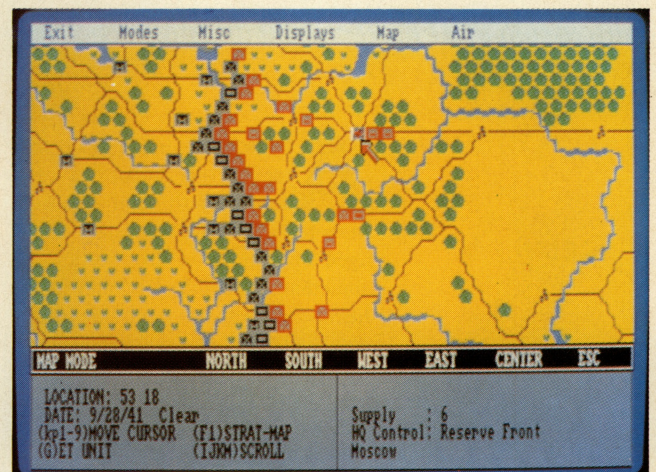 Exit Modes Misc Displays Map Air
MAP MODE NORTH SOUTH WEST EAST CENTER ESC
LOCATION: 53 18
DATE: 9/28/41 Clear
(kp1-9)MOVE CURSOR (F1)STRAT-MAP
(G)ET UNIT (IJKM)SCROLL
Supply : 6
HQ Control: Reserve Front
Moscow